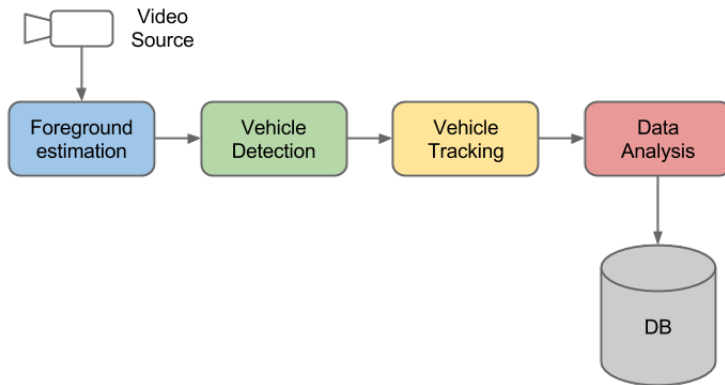 Video
Source
Foreground
estimation
Vehicle
Detection
Vehicle
Tracking
Data
Analysis
DB